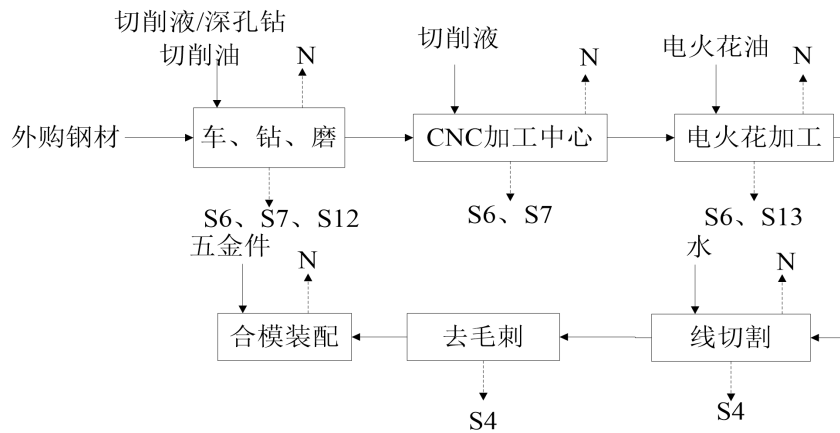 切削液/深孔钻
切削油
N
切削液
N
电火花油
N
外购钢材
车、钻、磨
CNC加工中心
电火花加工
S6、S7、S12
S6、S7
S6、S13
五金件
N
水
N
合模装配
去毛刺
线切割
S4
S4